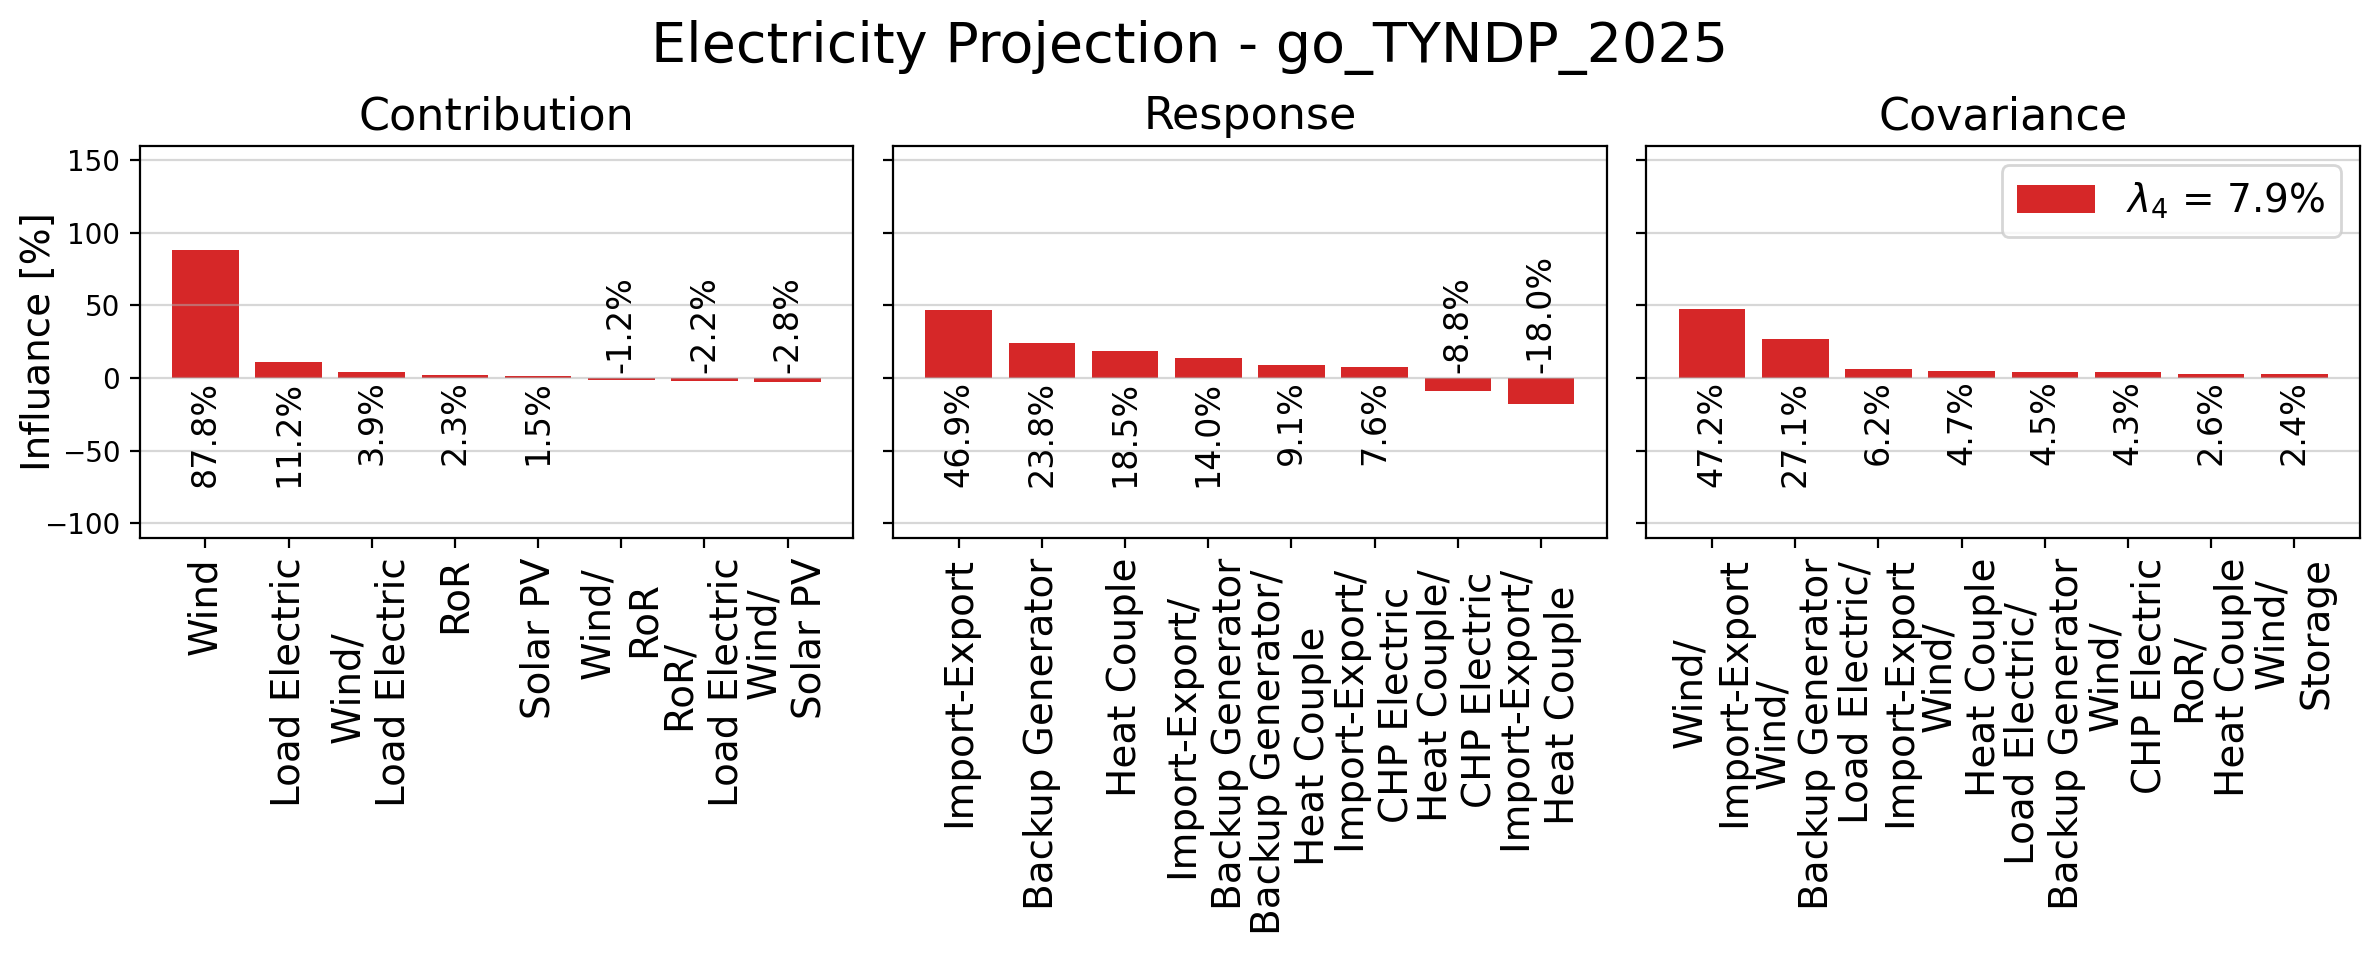 Electricity Projection - go_TYNDP_2025
Contribution
Influance [%]
150
100
50
0
−50
−100
87.8%
11.2%
3.9%
2.3%
1.5%
-1.2%
-2.2%
-2.8%
Wind
Load Electric
Wind/
Load Electric
RoR
Solar PV
Wind/
RoR
RoR/
Load Electric
Wind/
Solar PV
Response
46.9%
23.8%
18.5%
14.0%
9.1%
7.6%
-8.8%
-18.0%
Import-Export
Backup Generator
Heat Couple
Import-Export/
Backup Generator
Backup Generator/
Heat Couple
Import-Export/
CHP Electric
Heat Couple/
CHP Electric
Import-Export/
Heat Couple
Covariance
λ4 = 7.9%
47.2%
27.1%
6.2%
4.7%
4.5%
4.3%
2.6%
2.4%
Wind/
Import-Export
Wind/
Backup Generator
Load Electric/
Import-Export
Wind/
Heat Couple
Load Electric/
Backup Generator
Wind/
CHP Electric
RoR/
Heat Couple
Wind/
Storage